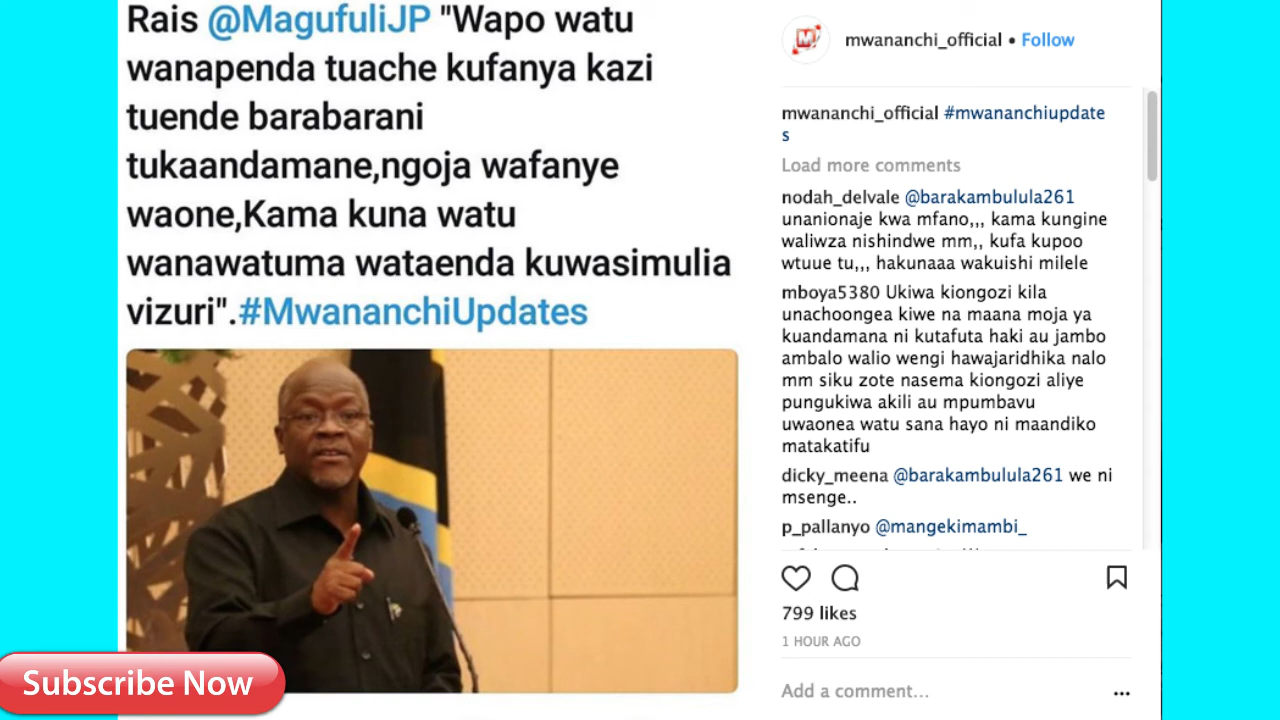 Rais @MagufuliJP "Wapo watu
wanapenda tuache kufanya kazi
tuende barabarani
tukaandamane,ngoja wafanye
waone,Kama kuna watu
wanawatuma wataenda kuwasimulia
vizuri".#MwananchiUpdates
mwananchi_official • Follow
mwananchi_official #mwananchiupdate
s
Load more comments
nodah_delvale @barakambulula261
unanionaje kwa mfano,,, kama kungine
waliwza nishindwe mm,, kufa kupoo
wtuue tu,,, hakunaaa wakuishi milele
mboya5380 Ukiwa kiongozi kila
unachoongea kiwe na maana moja ya
kuandamana ni kutafuta haki au jambo
ambalo walio wengi hawajaridhika nalo
mm siku zote nasema kiongozi aliye
pungukiwa akili au mpumbavu
uwaonea watu sana hayo ni maandiko
matakatifu
dicky_meena @barakambulula261 we ni
msenge..
p_pallanyo @mangekimambi_
799 likes
1 HOUR AGO
Add a comment...
Subscribe Now